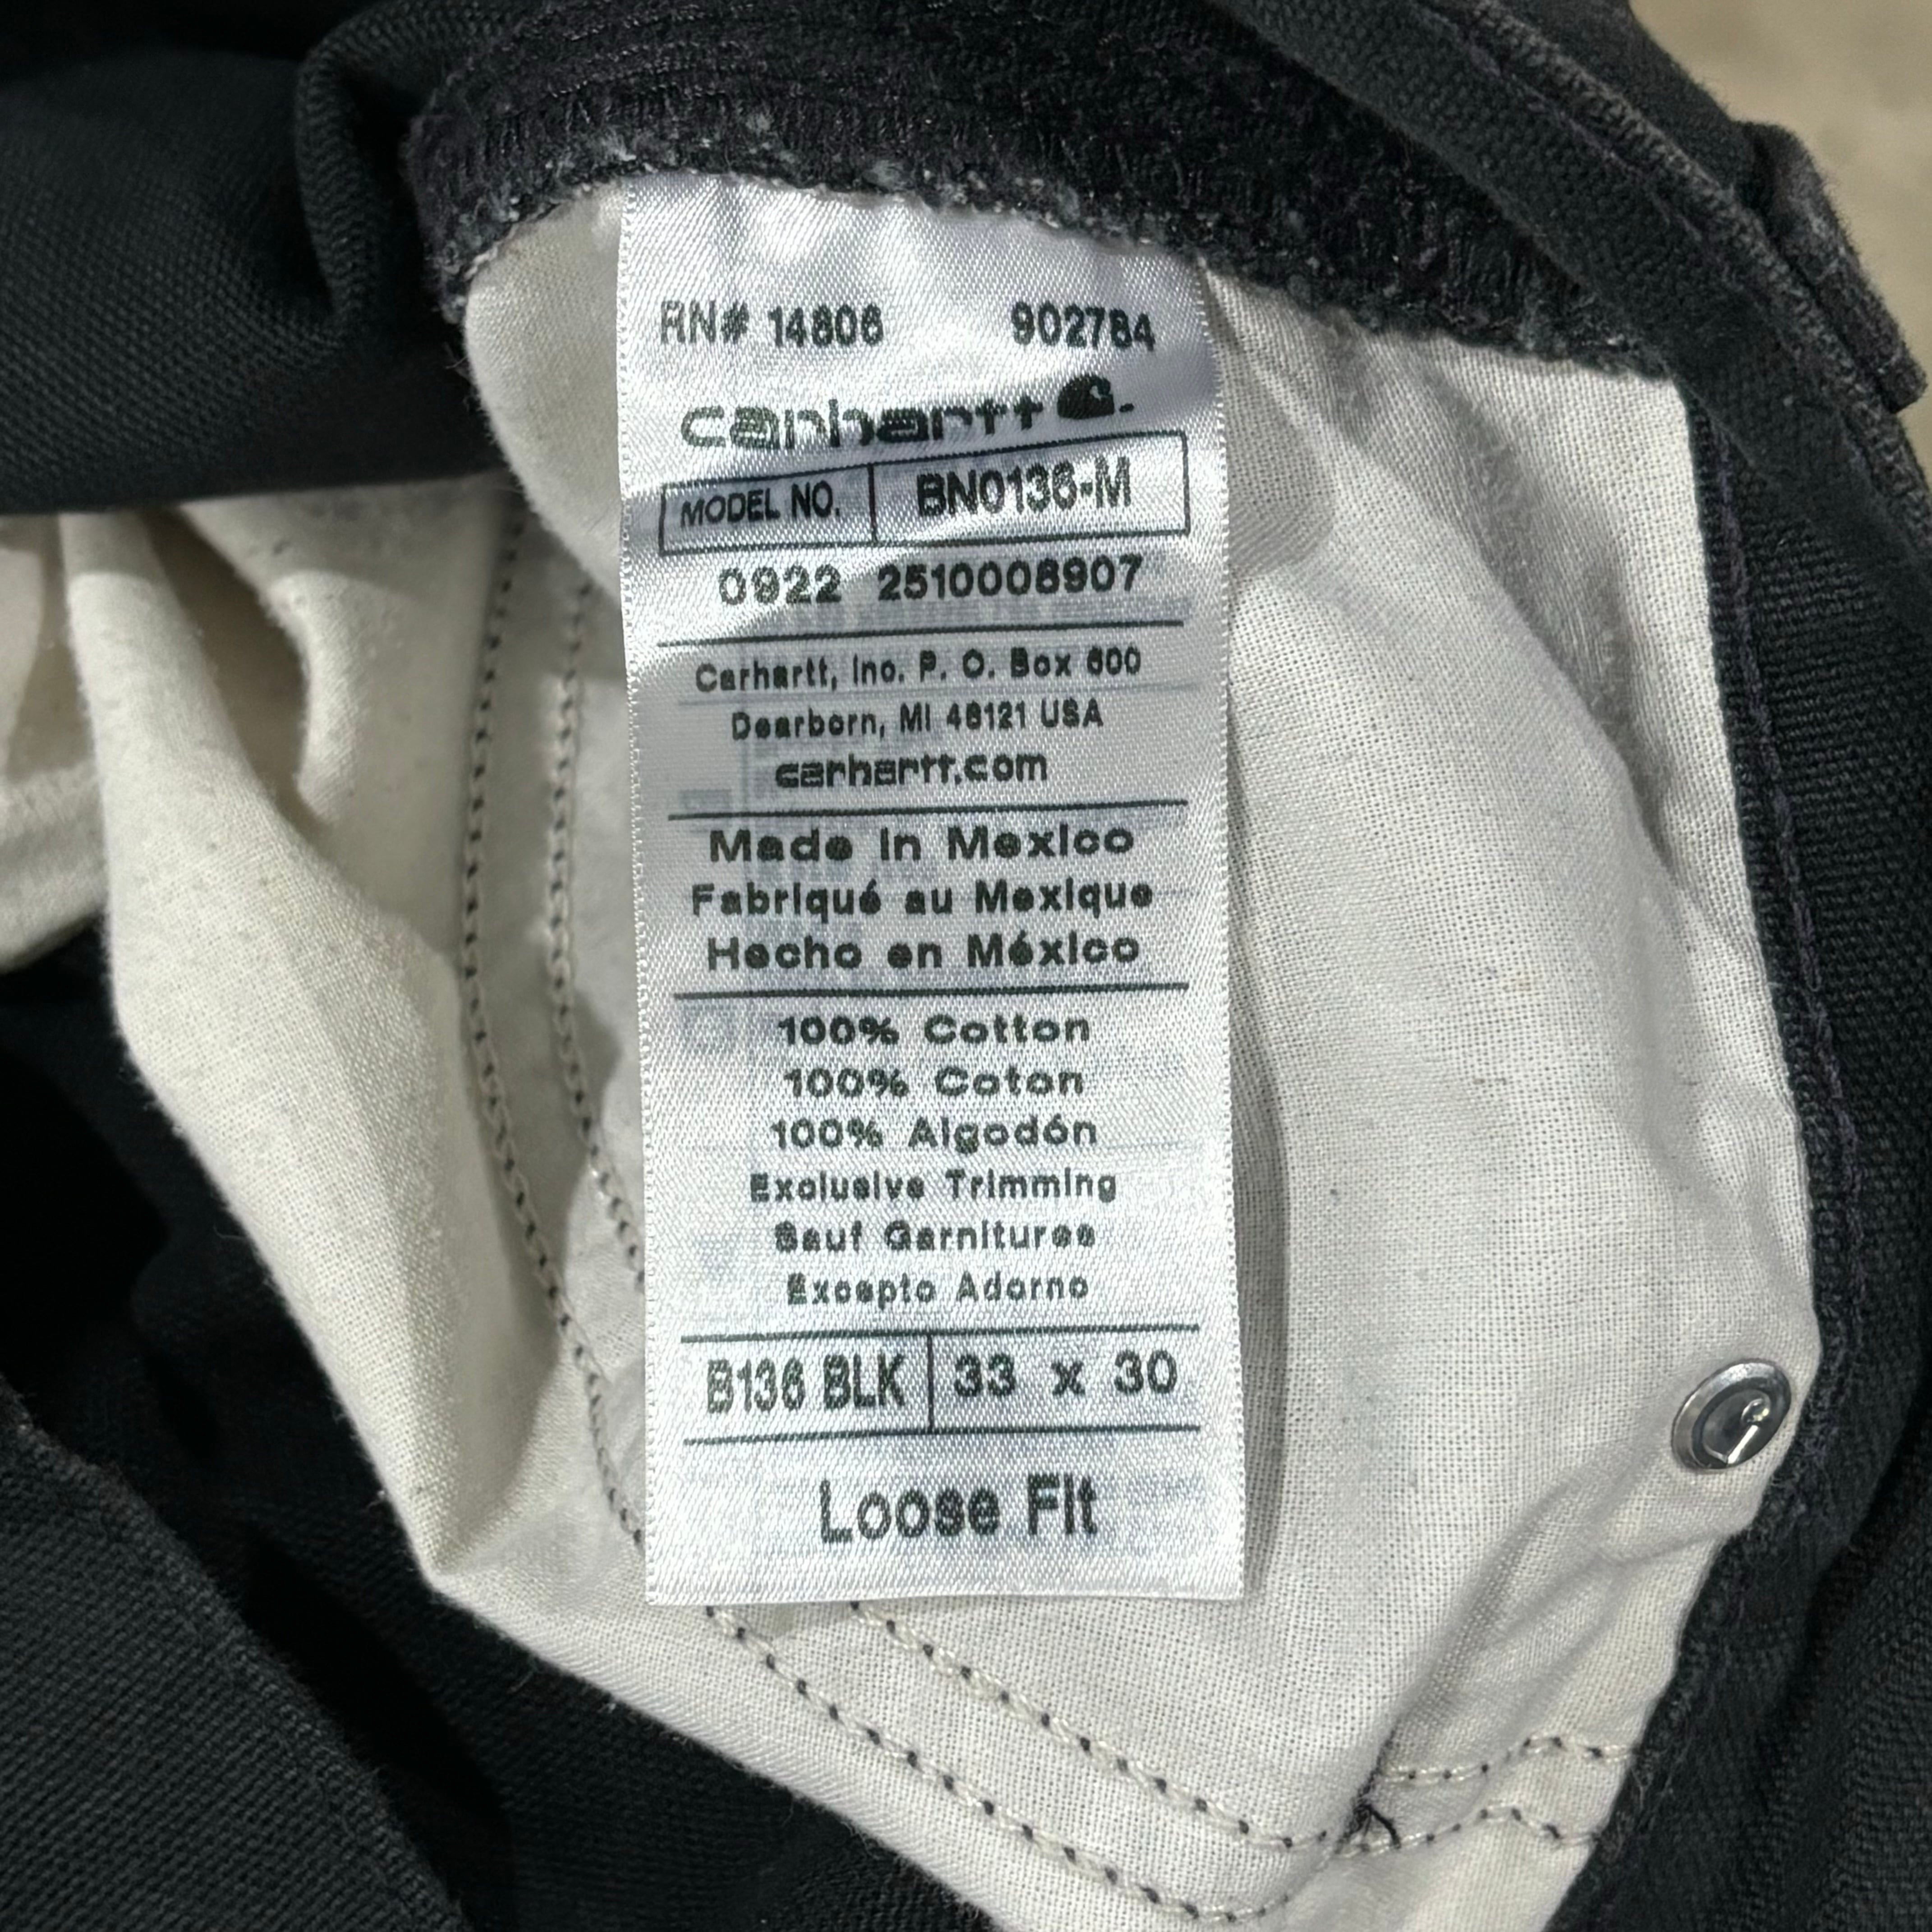 RN# 14806 902784
carhartt
MODEL NO. BN0136-M
0922 2510008907
Carhartt, Inc. P. O. Box 600
Dearborn, MI 48121 USA
carhartt.com
Made in Mexico
Fabriqué au Mexique
Hecho en México
100% Cotton
100% Coton
100% Algodón
Exclusive Trimming
Sauf Garnitures
Excepto Adorno
B136 BLK 33 x 30
Loose Fit